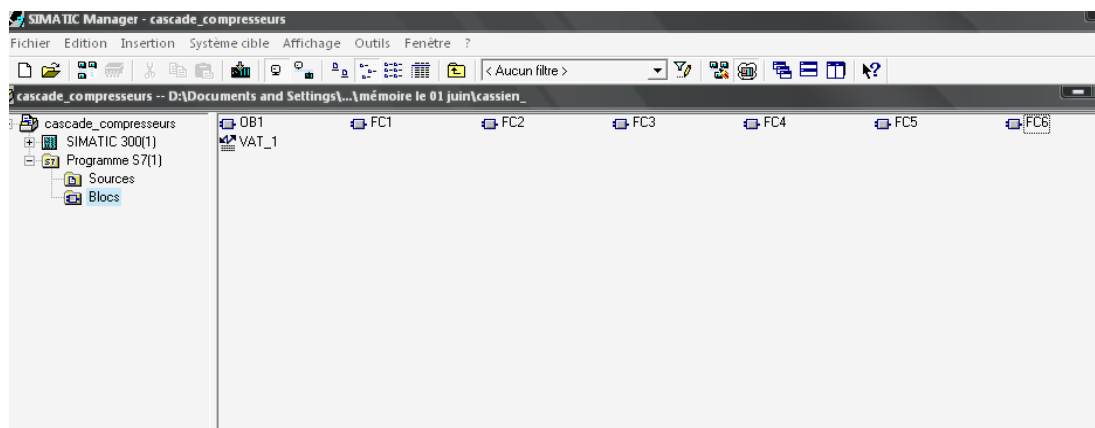 SIMATIC Manager - cascade_compresseurs
Fichier Edition Insertion Système cible Affichage Outils Fenêtre ?
< Aucun filtre >
cascade_compresseurs -- D:\Documents and Settings\...\mémoire le 01 juin\cassien_
cascade_compresseurs OB1 FC1 FC2 FC3 FC4 FC5 FC6
SIMATIC 300(1) VAT_1
Programme S7(1)
Sources
Blocs